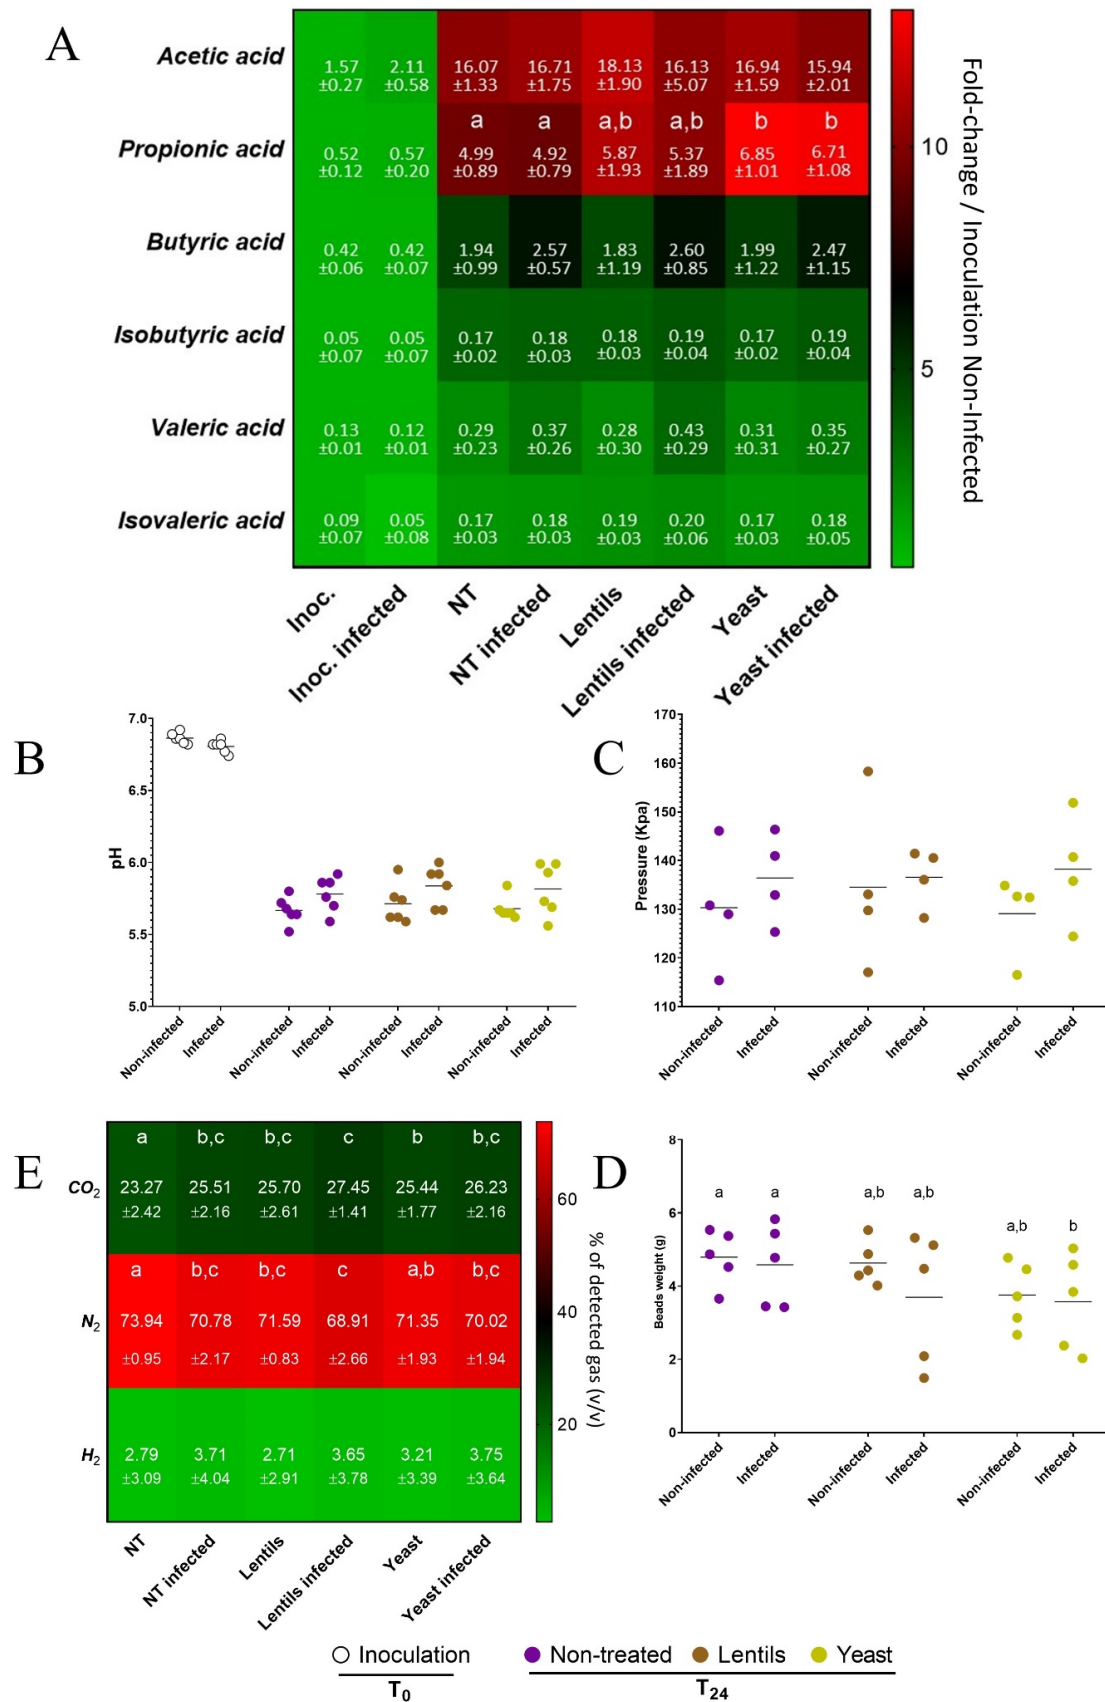 A
Acetic acid
1.57 2.11 16.07 16.71 18.13 16.13 16.94 15.94
±0.27 ±0.58 ±1.33 ±1.75 ±1.90 ±5.07 ±1.59 ±2.01
a a a,b a,b b b
Propionic acid
0.52 0.57 4.99 4.92 5.87 5.37 6.85 6.71
±0.12 ±0.20 ±0.89 ±0.79 ±1.93 ±1.89 ±1.01 ±1.08
Butyric acid
0.42 0.42 1.94 2.57 1.83 2.60 1.99 2.47
±0.06 ±0.07 ±0.99 ±0.57 ±1.19 ±0.85 ±1.22 ±1.15
Isobutyric acid
0.05 0.05 0.17 0.18 0.18 0.19 0.17 0.19
±0.07 ±0.07 ±0.02 ±0.03 ±0.03 ±0.04 ±0.02 ±0.04
Valeric acid
0.13 0.12 0.29 0.37 0.28 0.43 0.31 0.35
±0.01 ±0.01 ±0.23 ±0.26 ±0.30 ±0.29 ±0.31 ±0.27
Isovaleric acid
0.09 0.05 0.17 0.18 0.19 0.20 0.17 0.18
±0.07 ±0.08 ±0.03 ±0.03 ±0.03 ±0.06 ±0.03 ±0.05
Inoc.
Inoc. infected
NT
NT infected
Lentils
Lentils infected
Yeast
Yeast infected
10
5
Fold-change / Inoculation Non-Infected
B
pH
7.0
6.0
5.5
5.0
Non-infected
Infected
Non-infected
Infected
Non-infected
Infected
Non-infected
Infected
C
Pressure (Kpa)
170
160
150
140
130
120
110
Non-infected
Infected
Non-infected
Infected
Non-infected
Infected
E
a b,c b,c c b b,c
CO2
23.27 25.51 25.70 27.45 25.44 26.23
±2.42 ±2.16 ±2.61 ±1.41 ±1.77 ±2.16
a b,c b,c c a,b b,c
N2
73.94 70.78 71.59 68.91 71.35 70.02
±0.95 ±2.17 ±0.83 ±2.66 ±1.93 ±1.94
H2
2.79 3.71 2.71 3.65 3.21 3.75
±3.09 ±4.04 ±2.91 ±3.78 ±3.39 ±3.64
NT
NT infected
Lentils
Lentils infected
Yeast
Yeast infected
60
40
20
% of detected gas (v/v)
D
Beads weight (g)
8
6
4
2
0
a a a,b a,b a,b b
Non-infected
Infected
Non-infected
Infected
Non-infected
Infected
Inoculation Non-treated Lentils Yeast
T0 T24